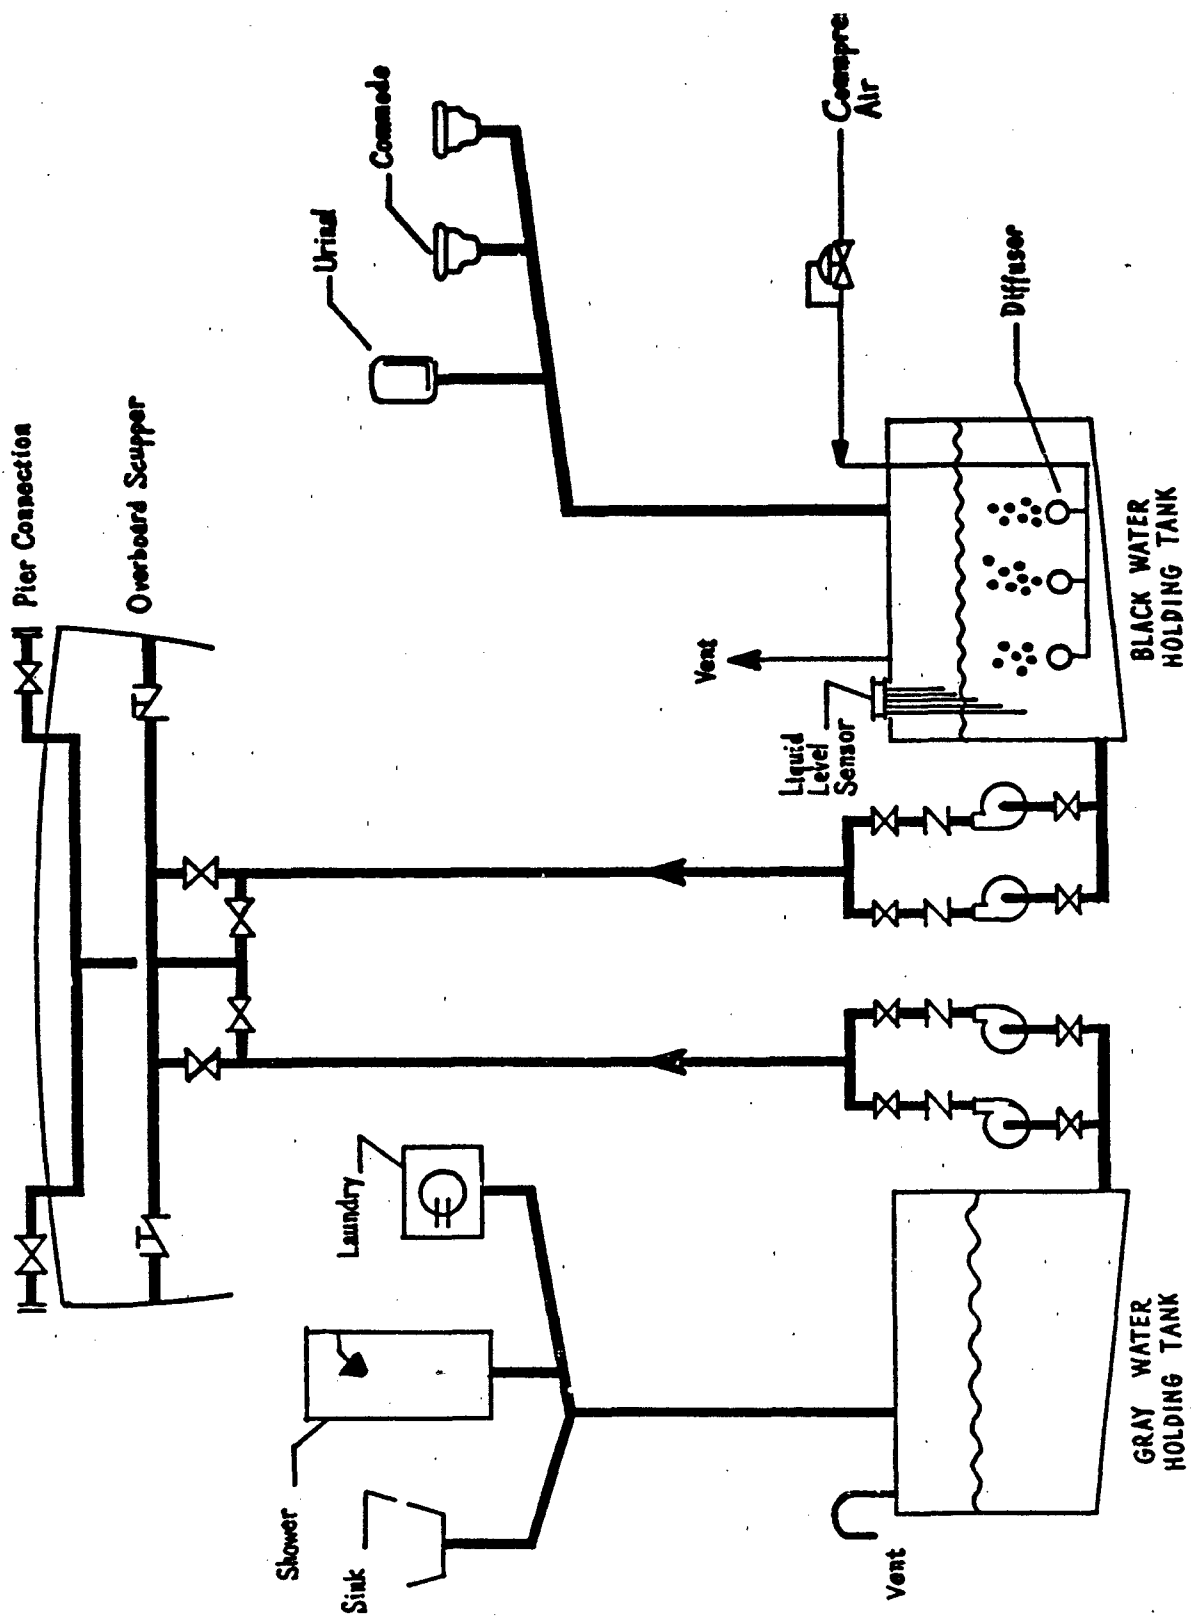 Pier Connection
Overboard Scupper
Urinal
Commode
Coompre
Air
Diffuser
Vent
Liquid
Level
Sensor
BLACK WATER
HOLDING TANK
Laundry
Shower
Sink
Vent
GRAY WATER
HOLDING TANK